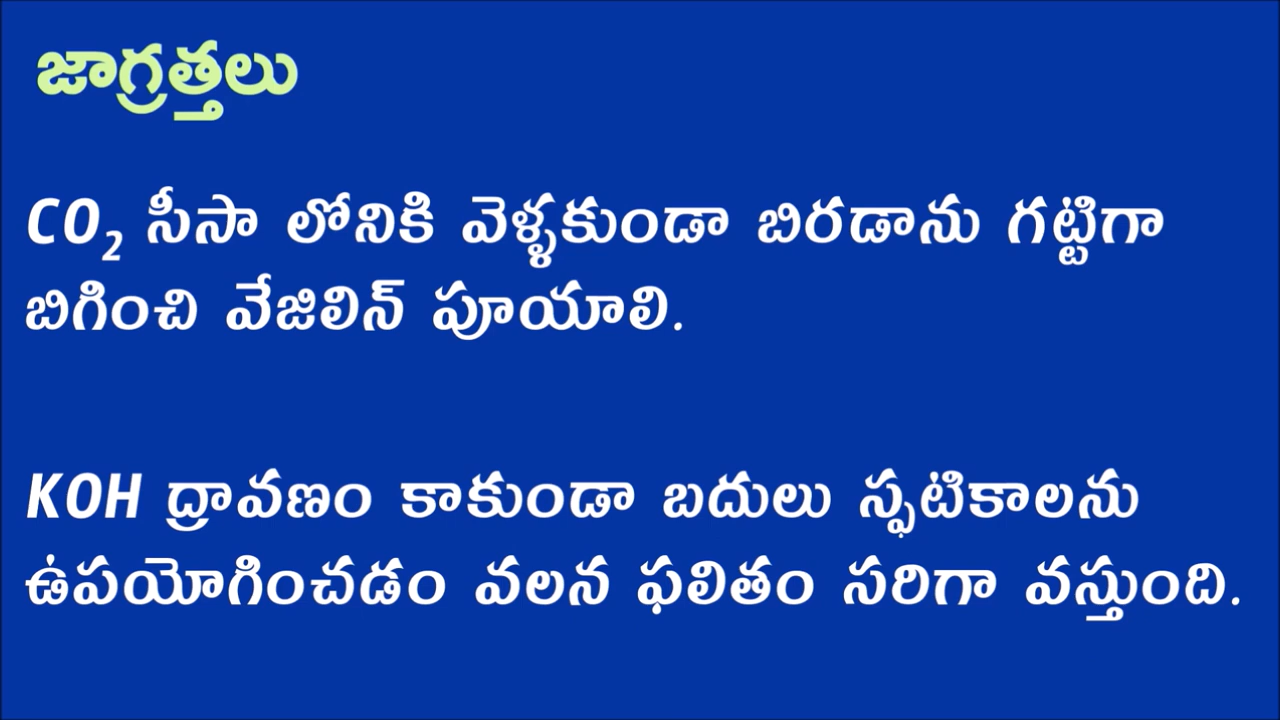 జాగ్రత్తలు
CO₂ సీసా లోనికి వెళ్ళకుండా బిరడాను గట్టిగా
బిగించి వేజిలిన్ పూయాలి.
KOH ద్రావణం కాకుండా బదులు స్ఫటికాలను
ఉపయోగించడం వలన ఫలితం సరిగా వస్తుంది.